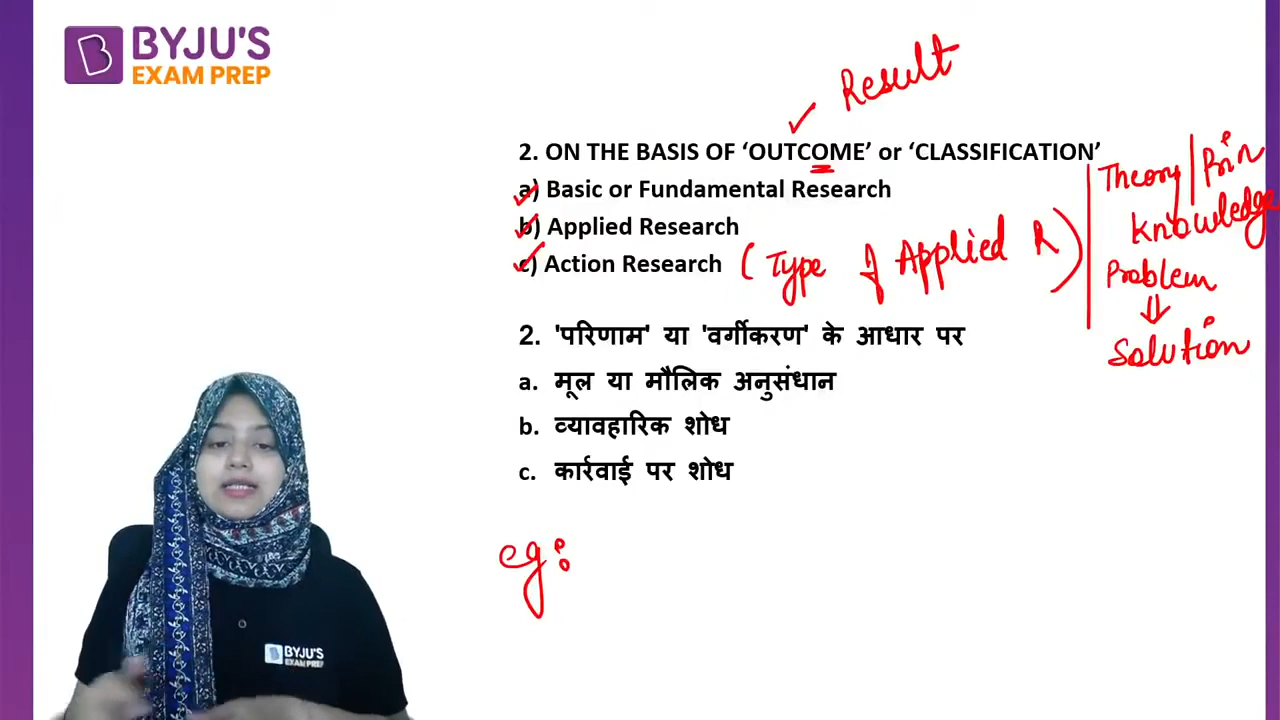 BYJU'S
EXAM PREP
Result
2. ON THE BASIS OF ‘OUTCOME’ or ‘CLASSIFICATION’
a) Basic or Fundamental Research
b) Applied Research
c) Action Research (Type of Applied R)
Theory / Prin
Knowledge
Problem
⇓
Solution
2. 'परिणाम' या 'वर्गीकरण' के आधार पर
a. मूल या मौलिक अनुसंधान
b. व्यावहारिक शोध
c. कार्रवाई पर शोध
eg:
BYJU'S
EXAM PREP